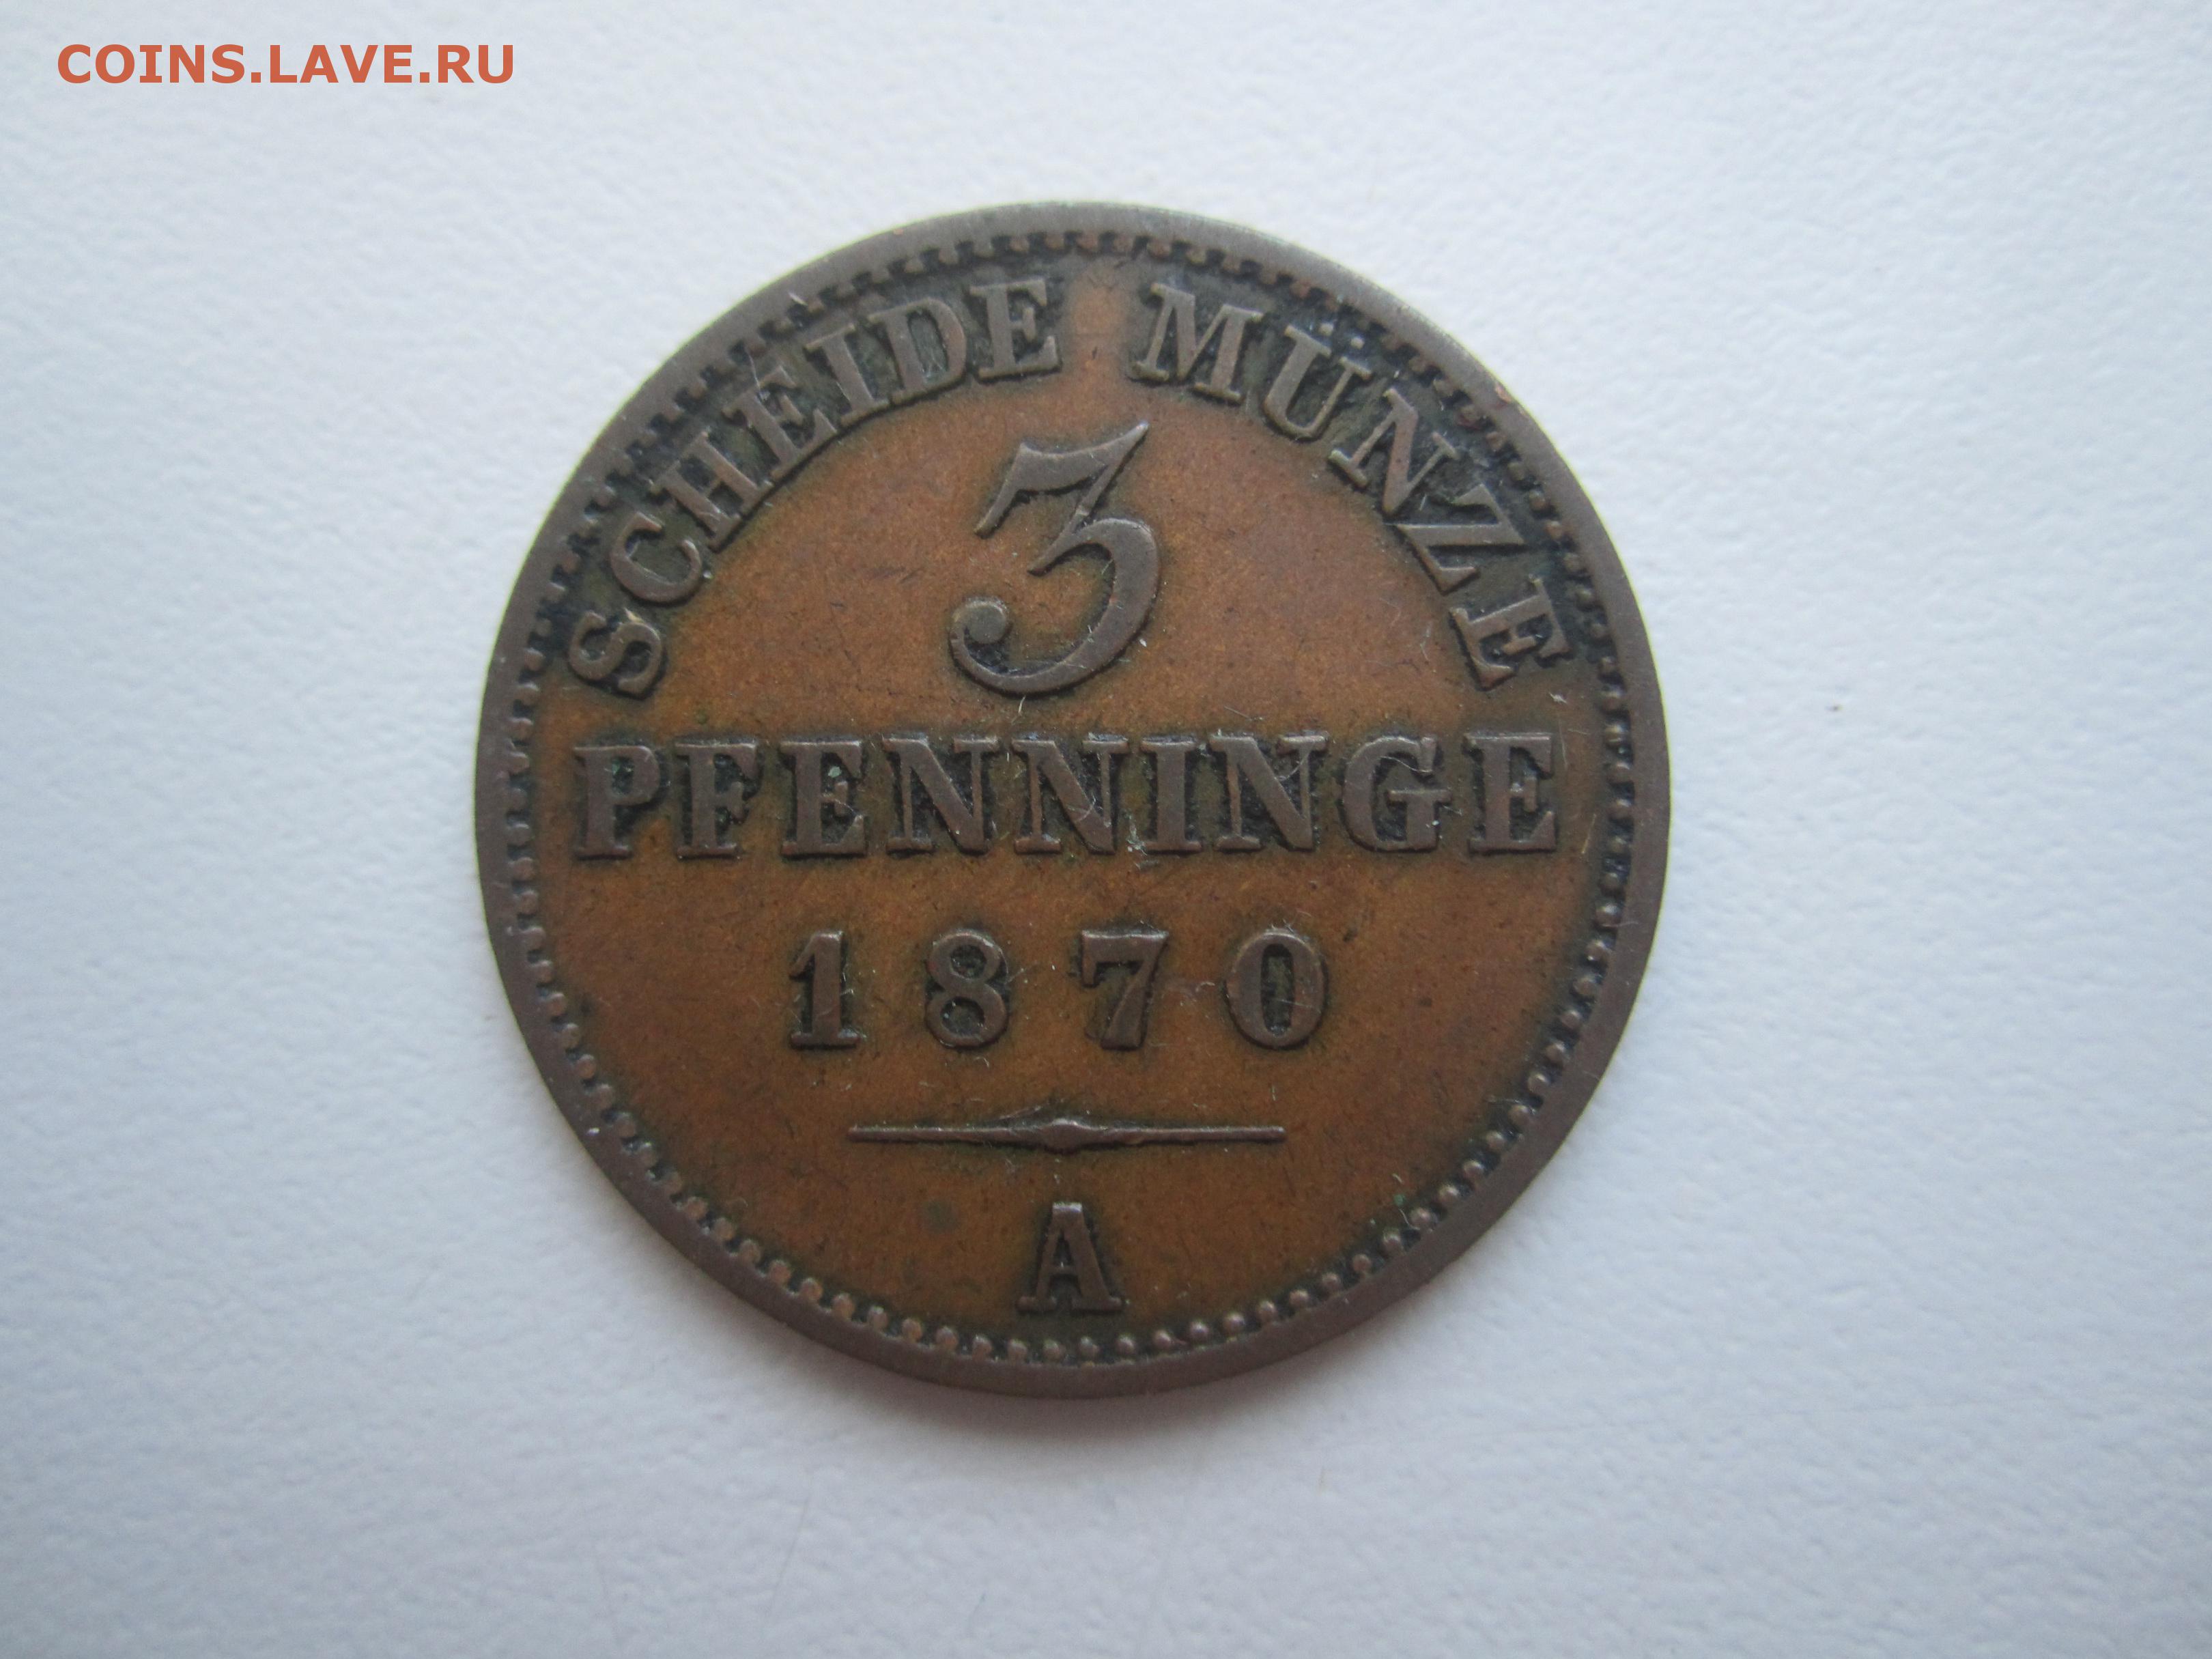 COINS.LAVE.RU
SCHEIDE MÜNZE
3
PFENNINGE
1870
A